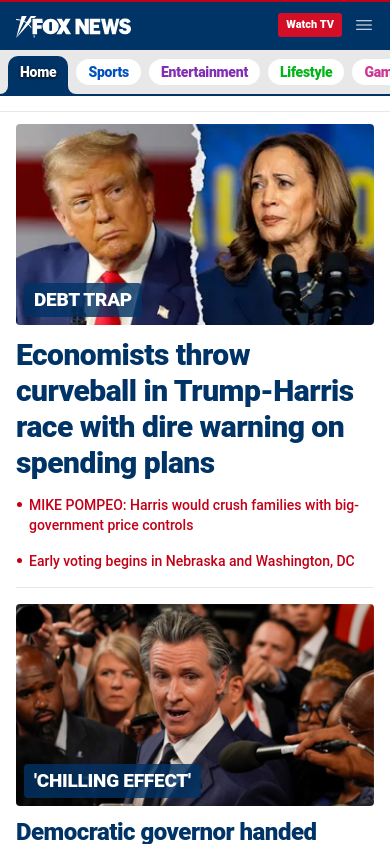 FOX NEWS
Watch TV
Home
Sports
Entertainment
Lifestyle
Gam
DEBT TRAP
Economists throw
curveball in Trump-Harris
race with dire warning on
spending plans
MIKE POMPEO: Harris would crush families with big-
government price controls
Early voting begins in Nebraska and Washington, DC
'CHILLING EFFECT'
Democratic governor handed